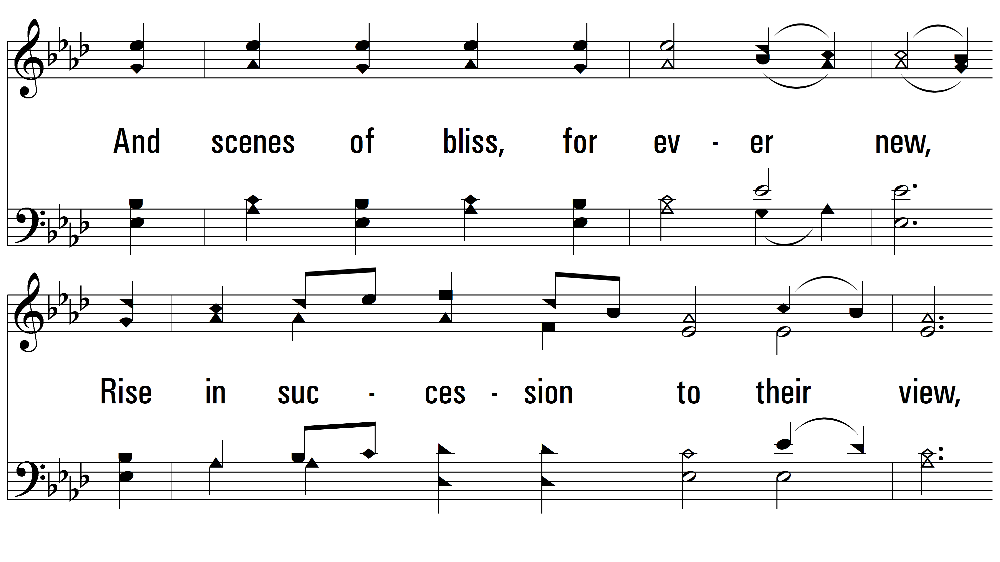 And scenes of bliss, for ev - er new,
Rise in suc - ces - sion to their view,